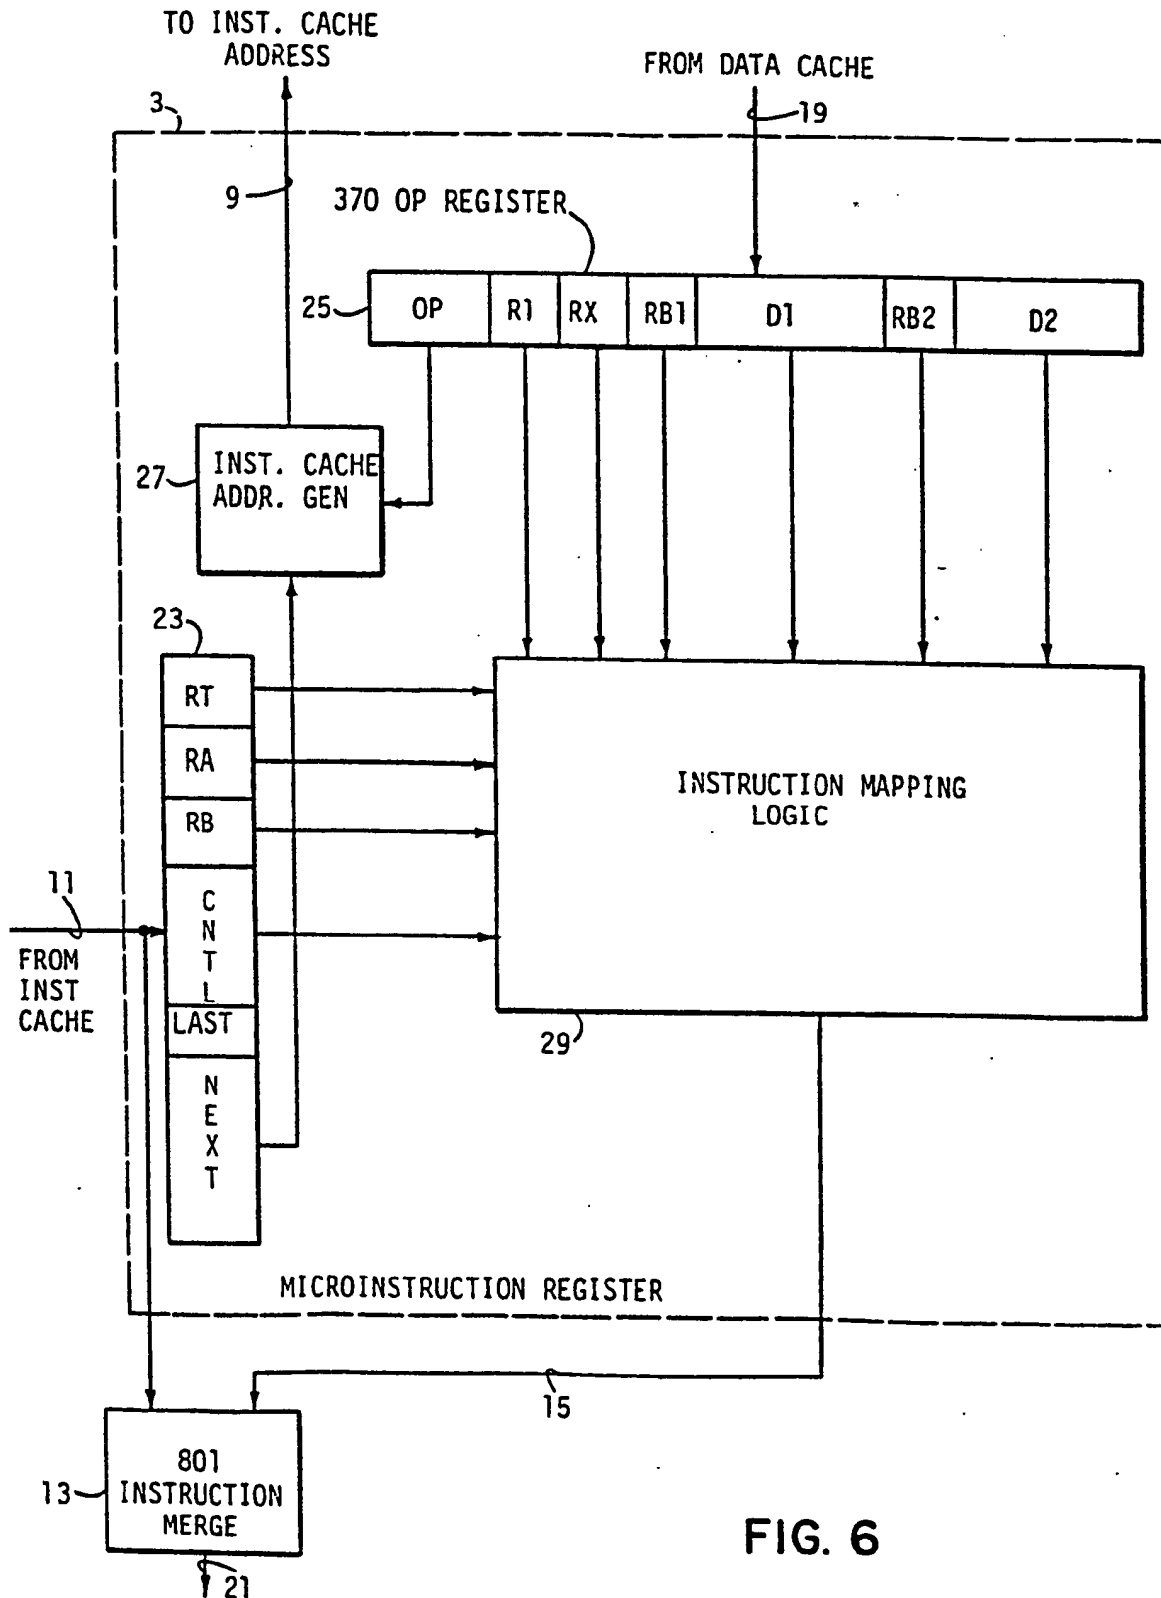 TO INST. CACHE
ADDRESS
FROM DATA CACHE
3
19
9
370 OP REGISTER
25
OP
R1
RX
RB1
D1
RB2
D2
27
INST. CACHE
ADDR. GEN
23
RT
RA
RB
CNTL
LAST
NEXT
INSTRUCTION MAPPING
LOGIC
11
FROM
INST
CACHE
29
MICROINSTRUCTION REGISTER
15
801
INSTRUCTION
MERGE
13
21
FIG. 6